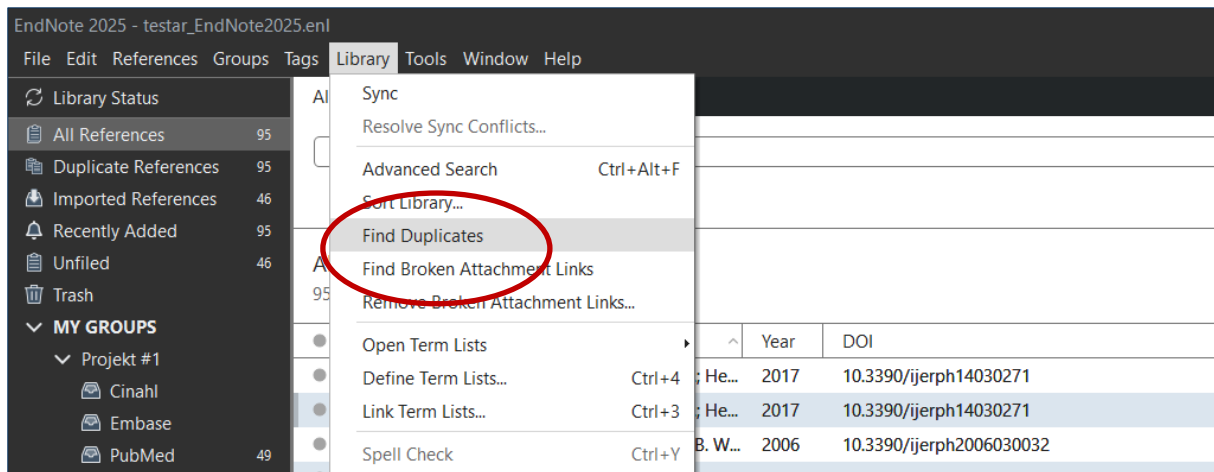 EndNote 2025 - testar_EndNote2025.enl
File Edit References Groups Tags Library Tools Window Help
Library Status
All References 95
Duplicate References 95
Imported References 46
Recently Added 95
Unfiled 46
Trash
MY GROUPS
Projekt #1
Cinahl
Embase
PubMed 49
Al
A
95
Sync
Resolve Sync Conflicts...
Advanced Search Ctrl+Alt+F
Sort Library...
Find Duplicates
Find Broken Attachment Links
Remove Broken Attachment Links...
Open Term Lists
Define Term Lists... Ctrl+4
Link Term Lists... Ctrl+3
Spell Check Ctrl+Y
Year DOI
; He... 2017 10.3390/ijerph14030271
; He... 2017 10.3390/ijerph14030271
B. W... 2006 10.3390/ijerph2006030032